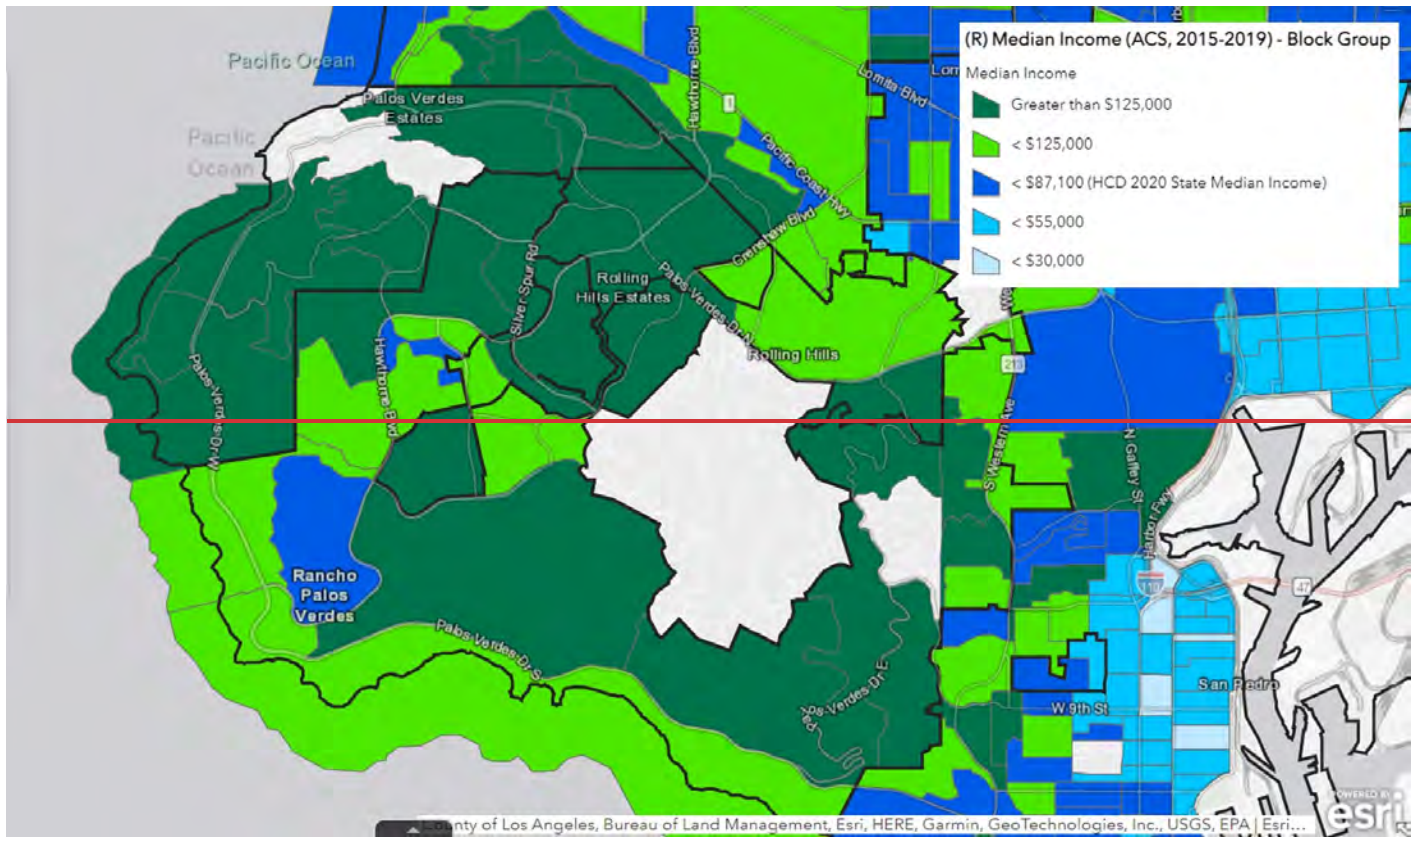 (R) Median Income (ACS, 2015-2019) - Block Group
Median Income
Greater than $125,000
< $125,000
< $87,100 (HCD 2020 State Median Income)
< $55,000
< $30,000
Pacific Ocean
Pacific
Ocean
Palos Verdes
Estates
Hawthorne Blvd
1
Lomita Blvd
Lom
Pacific Coast Hwy
Crenshaw Blvd
Silver Spur Rd
Rolling
Hills Estates
Palos Verdes Dr N
Rolling Hills
213
Palos Verdes Dr W
Hawthorne Blvd
S Western Ave
N Gaffey St
Harbor Fwy
110
47
Rancho
Palos
Verdes
Palos Verdes Dr S
Palos Verdes Dr E
San Pedro
W 9th St
County of Los Angeles, Bureau of Land Management, Esri, HERE, Garmin, GeoTechnologies, Inc., USGS, EPA | Esri...
POWERED BY
esri